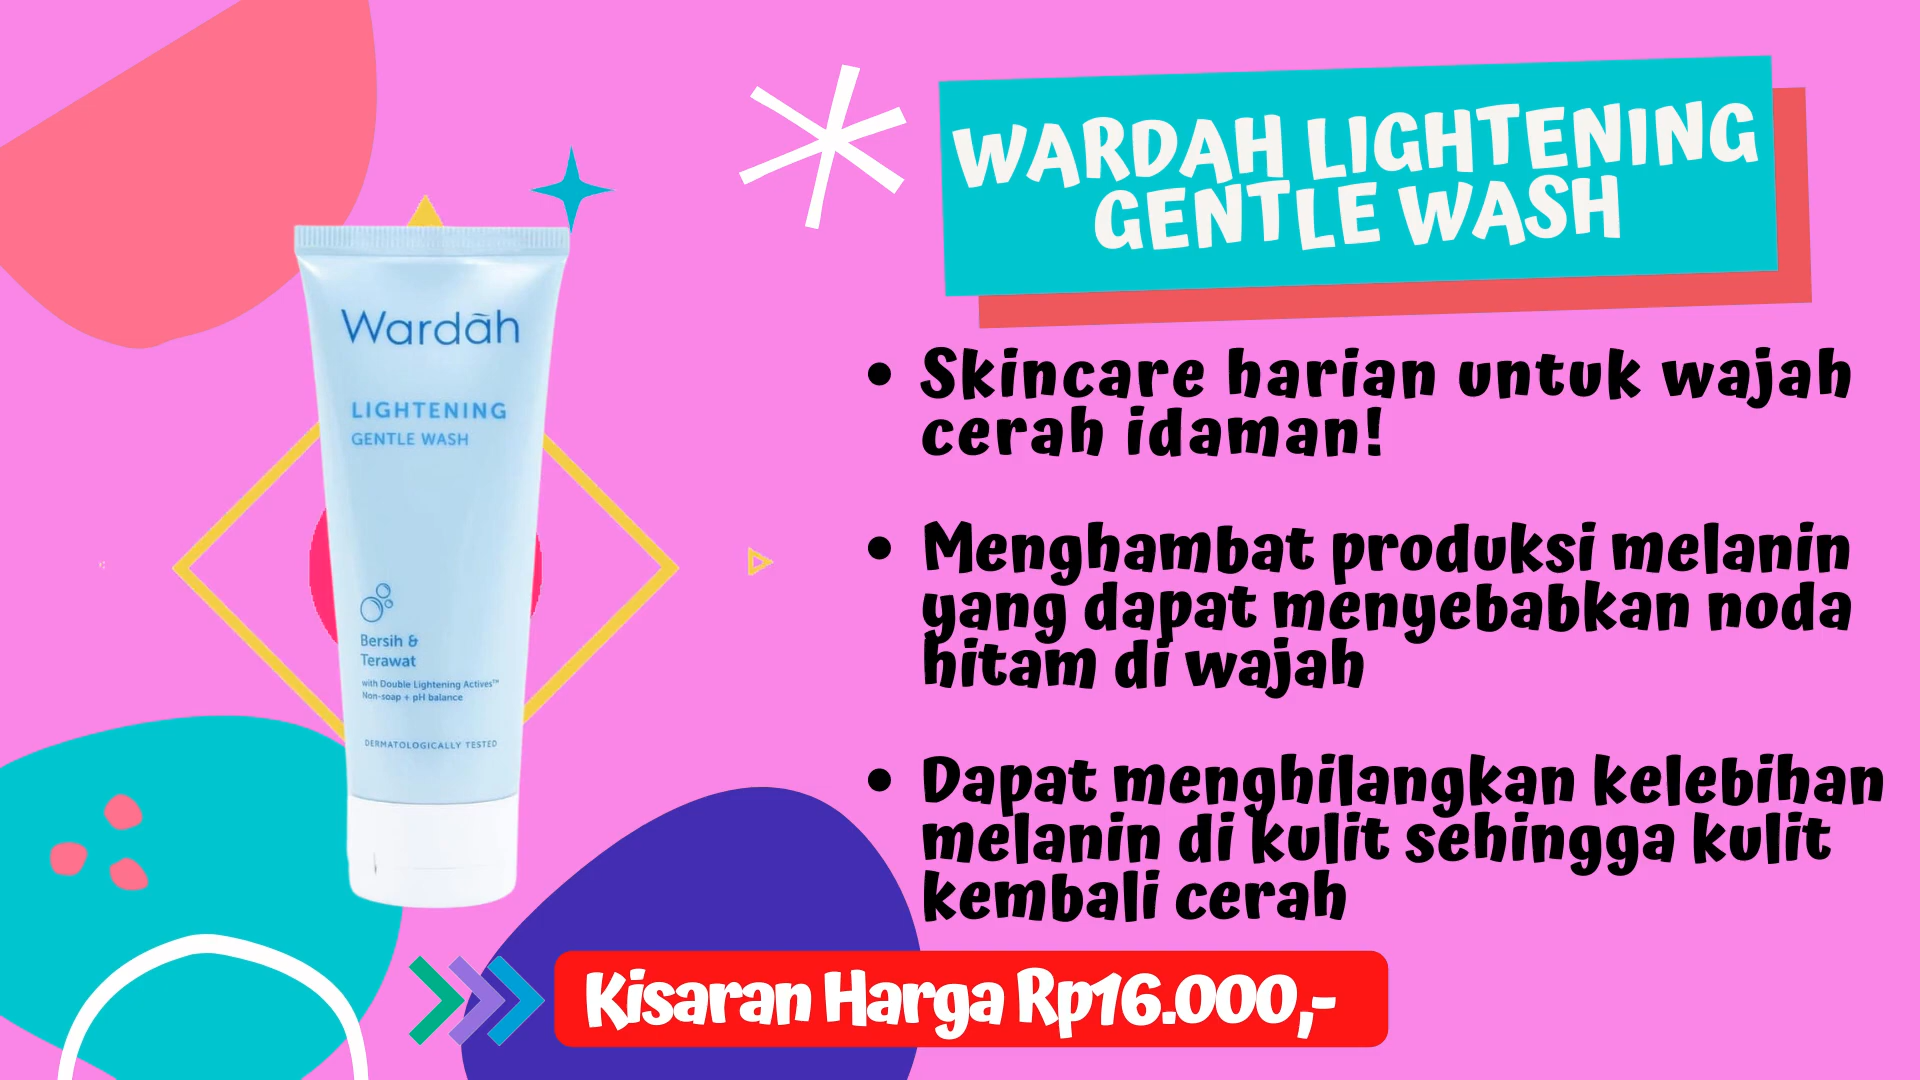 WARDAH LIGHTENING
GENTLE WASH
Wardāh
LIGHTENING
GENTLE WASH
Bersih &
Terawat
with Double Lightening Actives™
Non-soap + pH balance
DERMATOLOGICALLY TESTED
• Skincare harian untuk wajah
cerah idaman!
• Menghambat produksi melanin
yang dapat menyebabkan noda
hitam di wajah
• Dapat menghilangkan kelebihan
melanin di kulit sehingga kulit
kembali cerah
Kisaran Harga Rp16.000,-